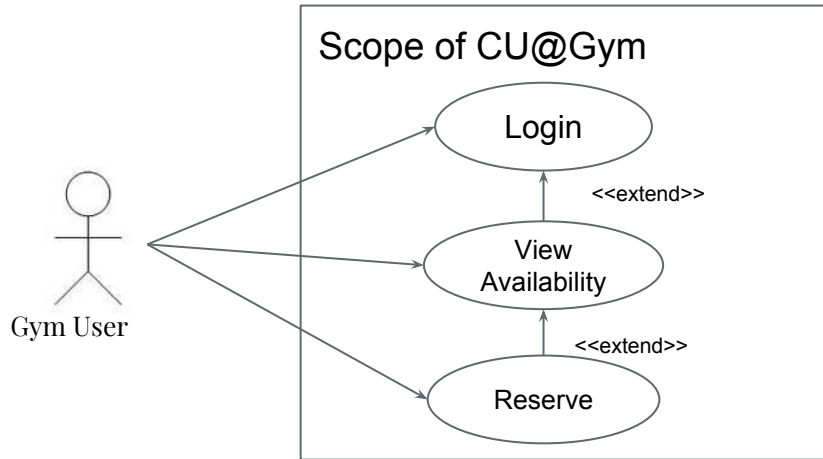 Scope of CU@Gym
Login
<<extend>>
View
Availability
Gym User
<<extend>>
Reserve